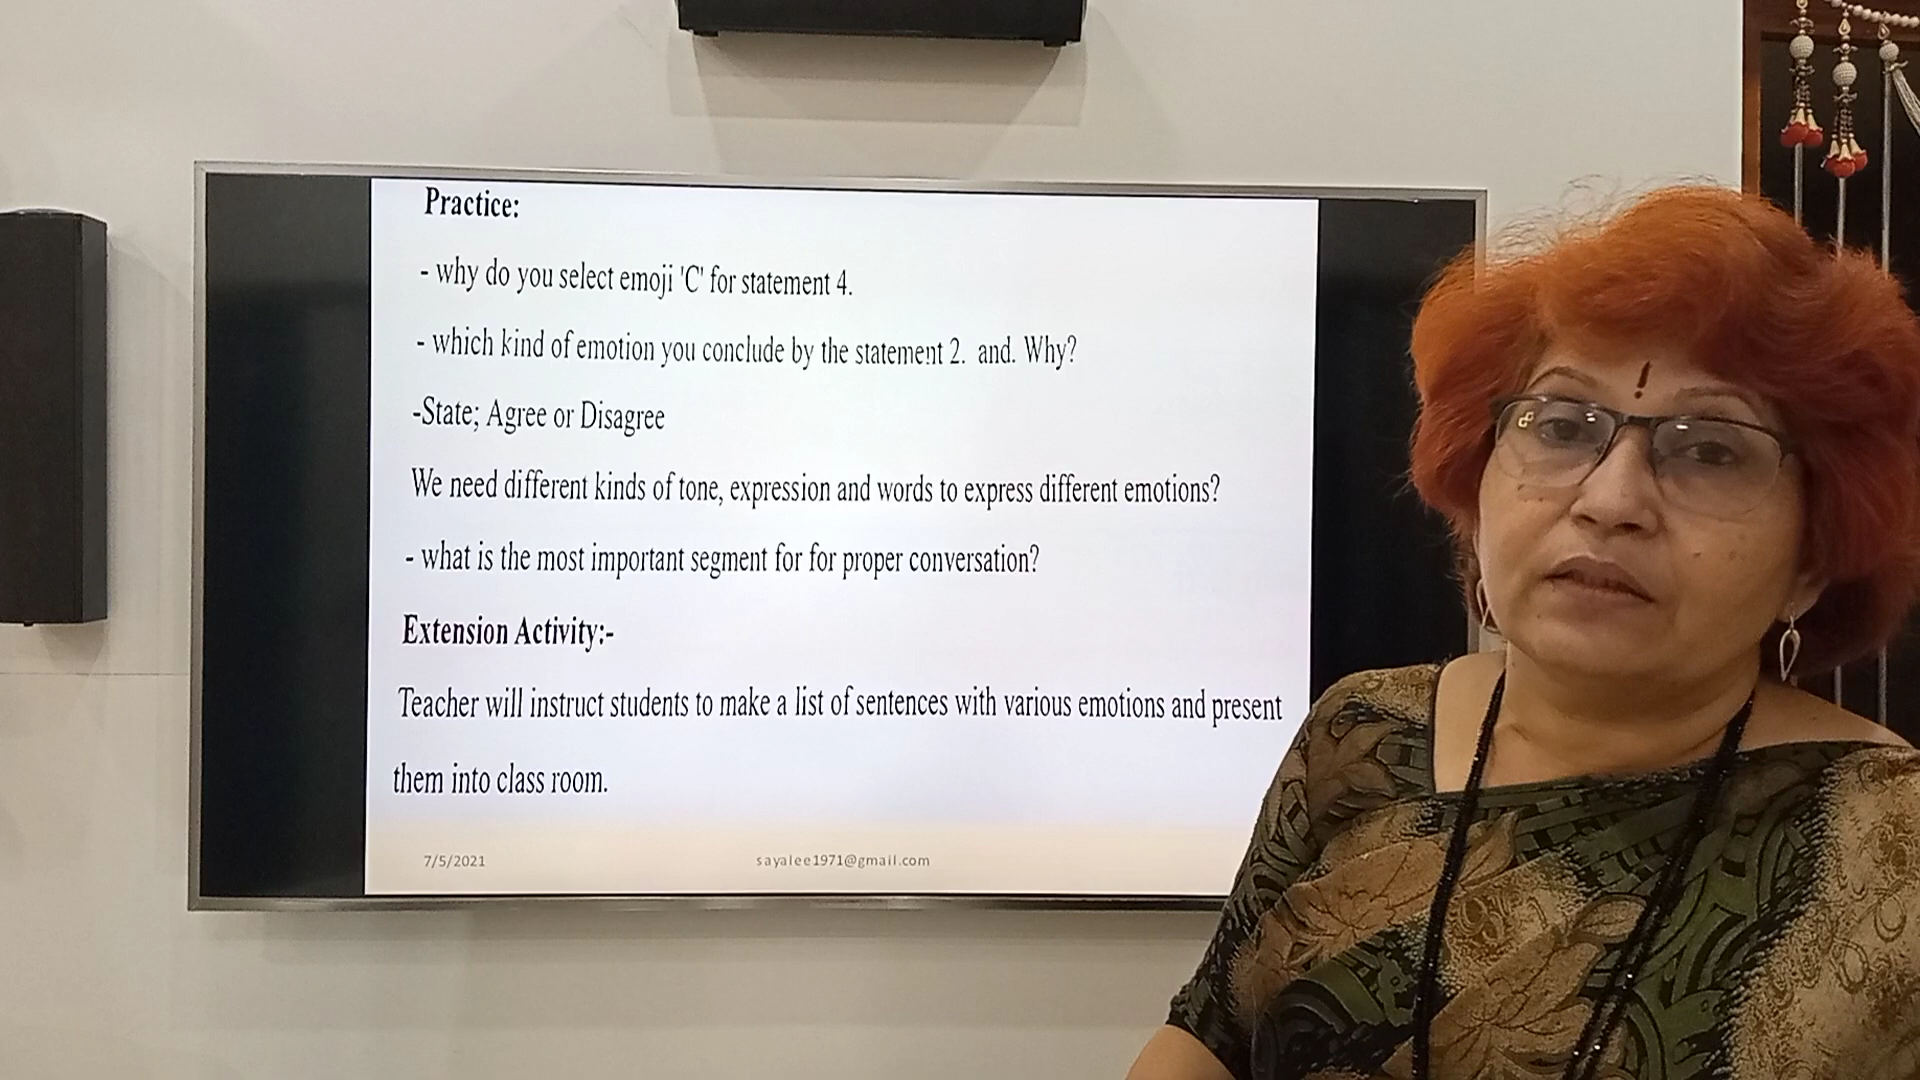 Practice:
- why do you select emoji 'C' for statement 4.
- which kind of emotion you conclude by the statement 2. and. Why?
-State; Agree or Disagree
We need different kinds of tone, expression and words to express different emotions?
- what is the most important segment for for proper conversation?
Extension Activity:-
Teacher will instruct students to make a list of sentences with various emotions and present
them into class room.
7/5/2021
sayalee1971@gmail.com